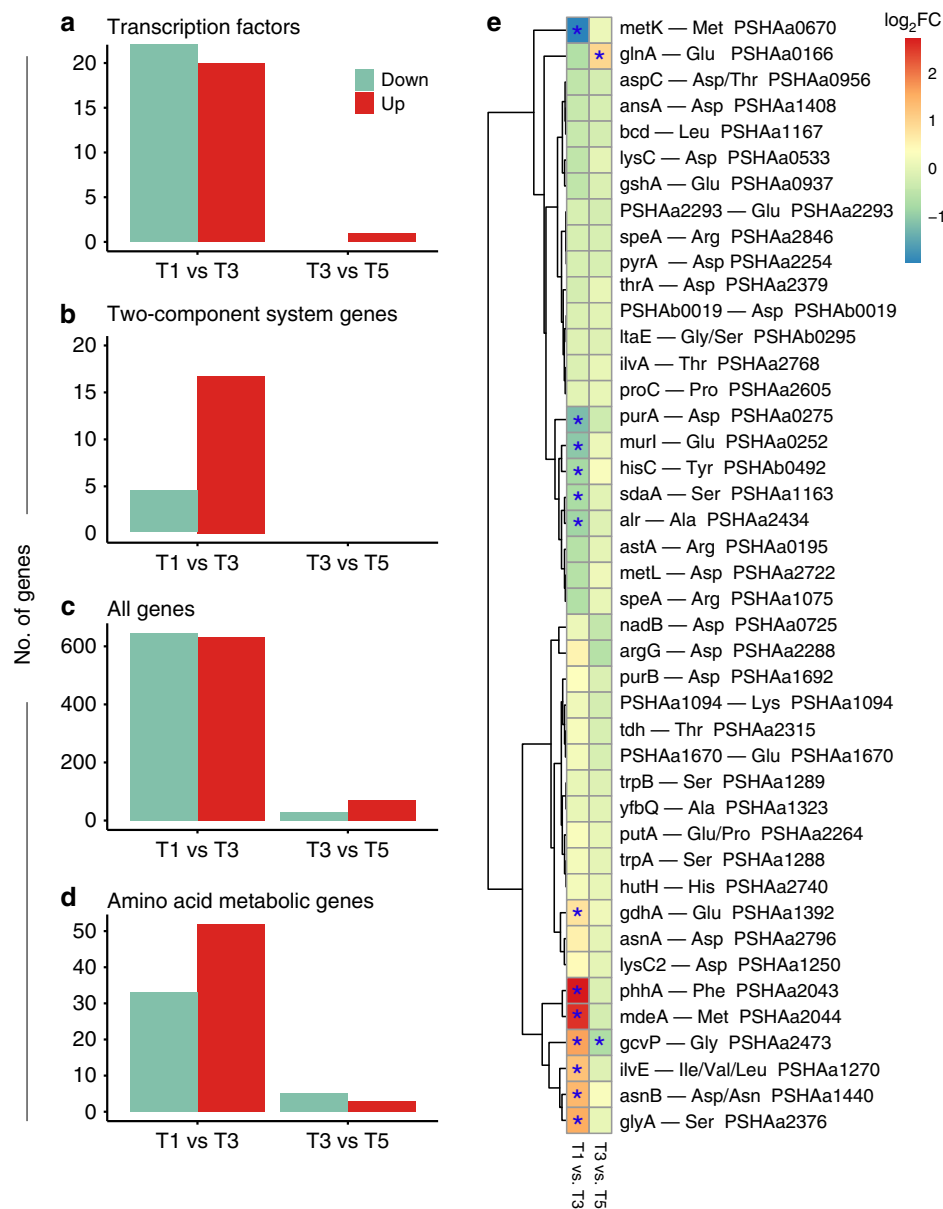 a
Transcription factors
20
15
10
5
0
Down
Up
T1 vs T3
T3 vs T5
b
Two-component system genes
20
15
10
5
0
T1 vs T3
T3 vs T5
No. of genes
c
All genes
600
400
200
0
T1 vs T3
T3 vs T5
d
Amino acid metabolic genes
50
40
30
20
10
0
T1 vs T3
T3 vs T5
e
log2FC
2
1
0
−1
* metK — Met PSHAa0670
* glnA — Glu PSHAa0166
aspC — Asp/Thr PSHAa0956
ansA — Asp PSHAa1408
bcd — Leu PSHAa1167
lysC — Asp PSHAa0533
gshA — Glu PSHAa0937
PSHAa2293 — Glu PSHAa2293
speA — Arg PSHAa2846
pyrA — Asp PSHAa2254
thrA — Asp PSHAa2379
PSHAb0019 — Asp PSHAb0019
ltaE — Gly/Ser PSHAb0295
ilvA — Thr PSHAa2768
proC — Pro PSHAa2605
* purA — Asp PSHAa0275
* murI — Glu PSHAa0252
* hisC — Tyr PSHAb0492
* sdaA — Ser PSHAa1163
* alr — Ala PSHAa2434
astA — Arg PSHAa0195
metL — Asp PSHAa2722
speA — Arg PSHAa1075
nadB — Asp PSHAa0725
argG — Asp PSHAa2288
purB — Asp PSHAa1692
PSHAa1094 — Lys PSHAa1094
tdh — Thr PSHAa2315
PSHAa1670 — Glu PSHAa1670
trpB — Ser PSHAa1289
yfbQ — Ala PSHAa1323
putA — Glu/Pro PSHAa2264
trpA — Ser PSHAa1288
hutH — His PSHAa2740
* gdhA — Glu PSHAa1392
asnA — Asp PSHAa2796
lysC2 — Asp PSHAa1250
* phhA — Phe PSHAa2043
* mdeA — Met PSHAa2044
* * gcvP — Gly PSHAa2473
* ilvE — Ile/Val/Leu PSHAa1270
* asnB — Asp/Asn PSHAa1440
* glyA — Ser PSHAa2376
T1 vs. T3
T3 vs. T5